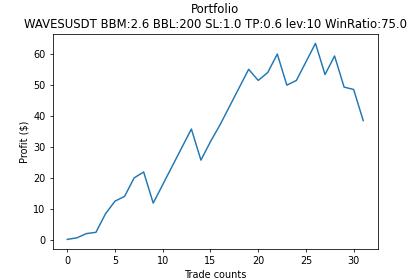 Portfolio
WAVESUSDT BBM:2.6 BBL:200 SL:1.0 TP:0.6 lev:10 WinRatio:75.0
60
50
40
30
20
10
0
Profit ($)
0 5 10 15 20 25 30
Trade counts